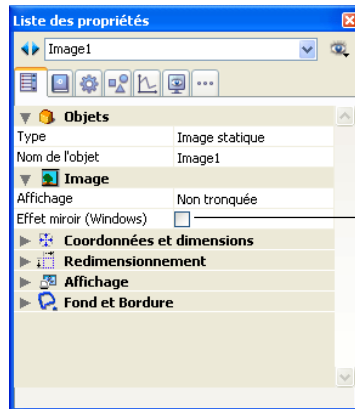 Liste des propriétés
Image1
Objets
Type Image statique
Nom de l'objet Image1
Image
Affichage Non tronquée
Effet miroir (Windows)
Coordonnées et dimensions
Redimensionnement
Affichage
Fond et Bordure